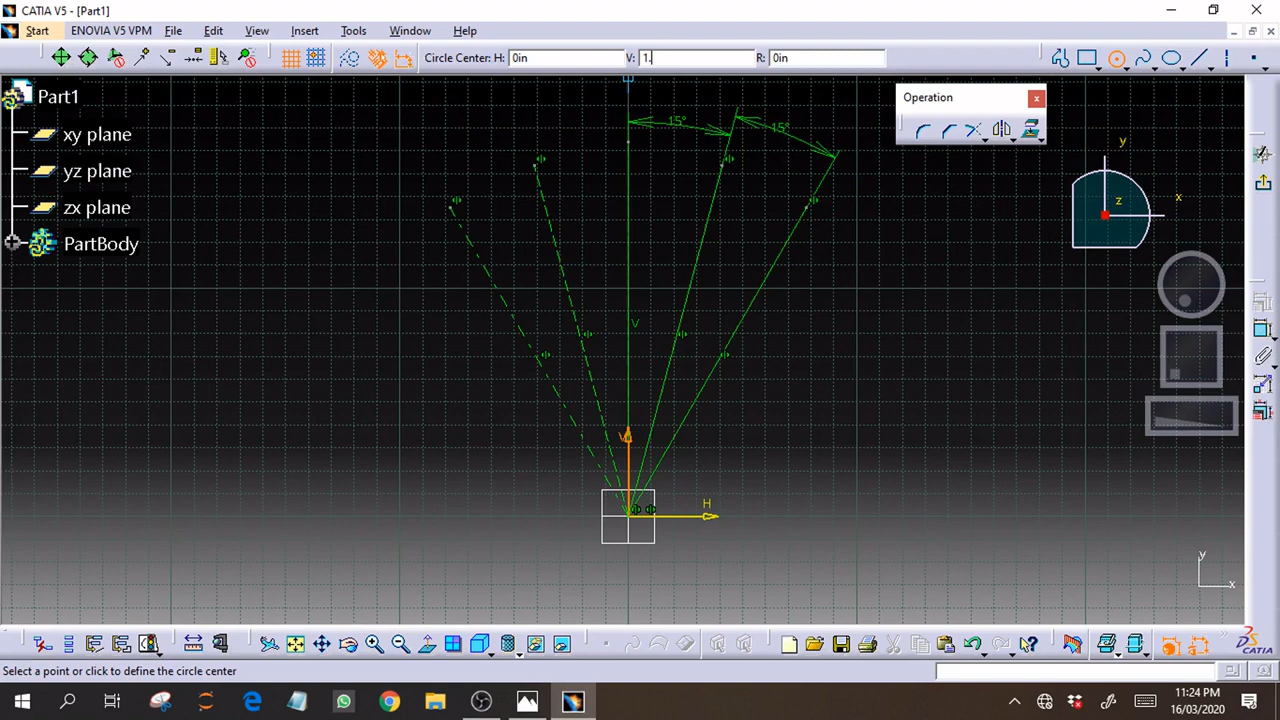 CATIA V5 - [Part1]
Start ENOVIA V5 VPM File Edit View Insert Tools Window Help
Circle Center: H: 0in V: 1. R: 0in
Part1
Operation
xy plane
yz plane
zx plane
PartBody
15°
15°
y
x
z
V
V
H
y
x
CATIA
Select a point or click to define the circle center
11:24 PM
16/03/2020